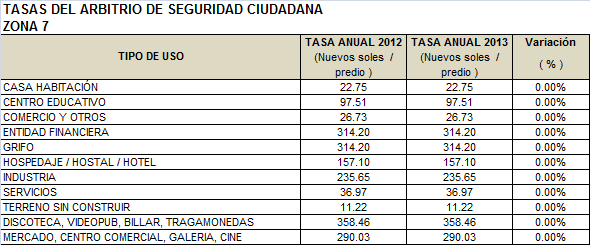 TASAS DEL ARBITRIO DE SEGURIDAD CIUDADANA
ZONA 7
TIPO DE USO TASA ANUAL 2012 (Nuevos soles / predio ) TASA ANUAL 2013 (Nuevos soles / predio ) Variación ( % )
CASA HABITACIÓN 22.75 22.75 0.00%
CENTRO EDUCATIVO 97.51 97.51 0.00%
COMERCIO Y OTROS 26.73 26.73 0.00%
ENTIDAD FINANCIERA 314.20 314.20 0.00%
GRIFO 314.20 314.20 0.00%
HOSPEDAJE / HOSTAL / HOTEL 157.10 157.10 0.00%
INDUSTRIA 235.65 235.65 0.00%
SERVICIOS 36.97 36.97 0.00%
TERRENO SIN CONSTRUIR 11.22 11.22 0.00%
DISCOTECA, VIDEOPUB, BILLAR, TRAGAMONEDAS 358.46 358.46 0.00%
MERCADO, CENTRO COMERCIAL, GALERIA, CINE 290.03 290.03 0.00%